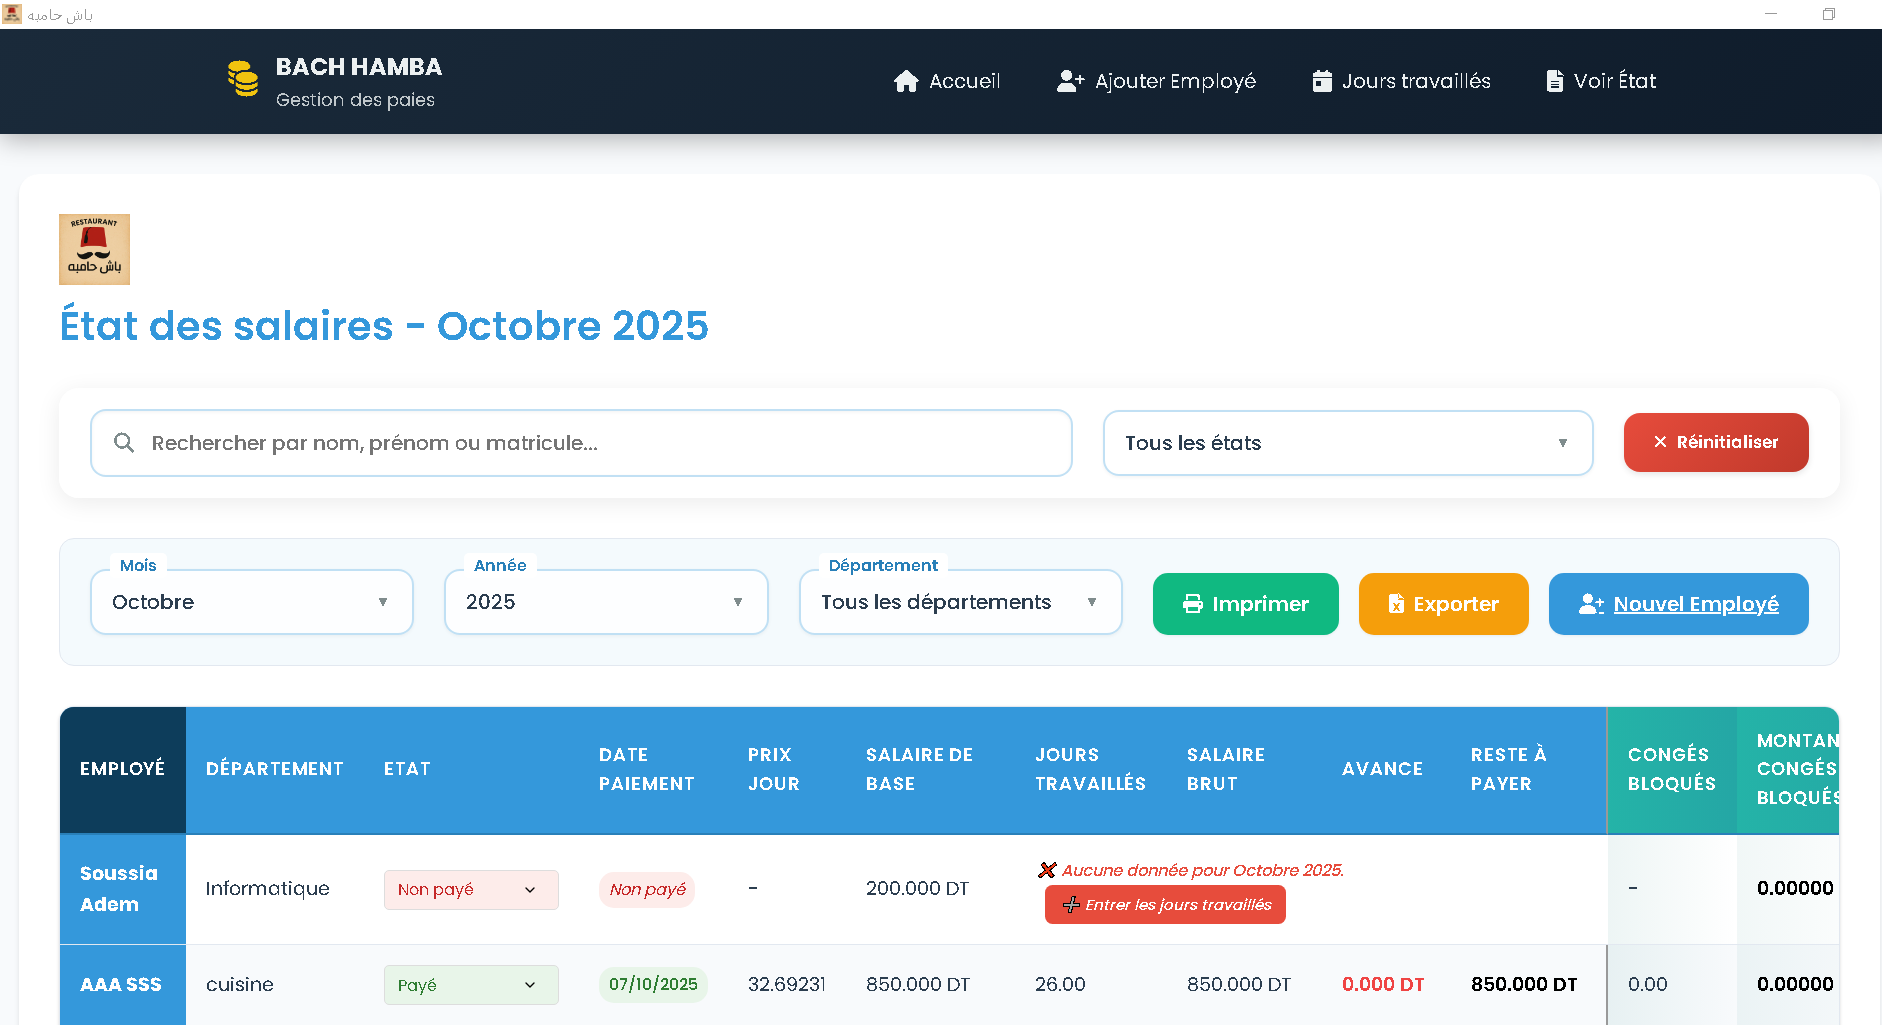 باش حامبه
BACH HAMBA
Gestion des paies
Accueil
Ajouter Employé
Jours travaillés
Voir État
RESTAURANT
باش حامبه
État des salaires - Octobre 2025
Rechercher par nom, prénom ou matricule...
Tous les états
Réinitialiser
Mois
Octobre
Année
2025
Département
Tous les départements
Imprimer
Exporter
Nouvel Employé
EMPLOYÉ
DÉPARTEMENT
ETAT
DATE
PAIEMENT
PRIX
JOUR
SALAIRE DE
BASE
JOURS
TRAVAILLÉS
SALAIRE
BRUT
AVANCE
RESTE À
PAYER
CONGÉS
BLOQUÉS
MONTAN
CONGÉS
BLOQUÉS
Soussia
Adem
Informatique
Non payé
Non payé
-
200.000 DT
Aucune donnée pour Octobre 2025.
Entrer les jours travaillés
-
0.00000
AAA SSS
cuisine
Payé
07/10/2025
32.69231
850.000 DT
26.00
850.000 DT
0.000 DT
850.000 DT
0.00
0.00000